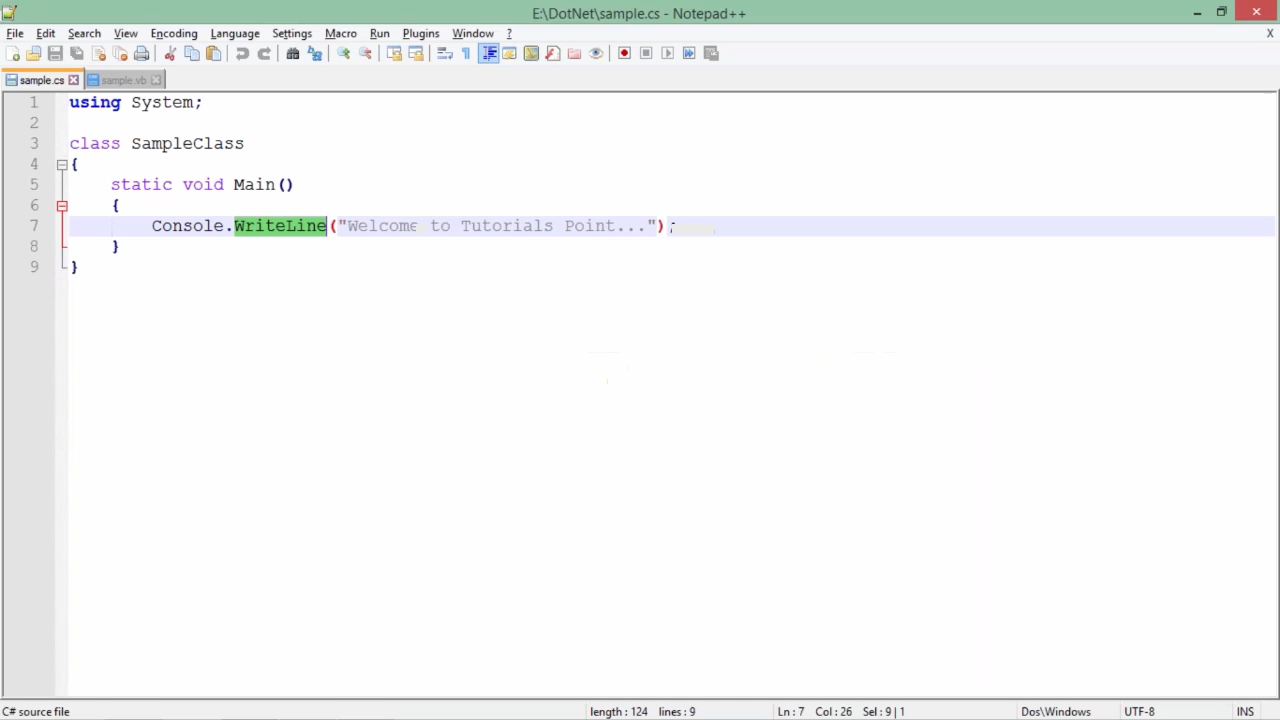 E:\DotNet\sample.cs - Notepad++
File Edit Search View Encoding Language Settings Macro Run Plugins Window ? X
sample.cs sample.vb
1 using System;
2
3 class SampleClass
4 {
5 static void Main()
6 {
7 Console.WriteLine("Welcome to Tutorials Point...");
8 }
9 }
C# source file length : 124 lines : 9 Ln : 7 Col : 26 Sel : 9 | 1 Dos\Windows UTF-8 INS